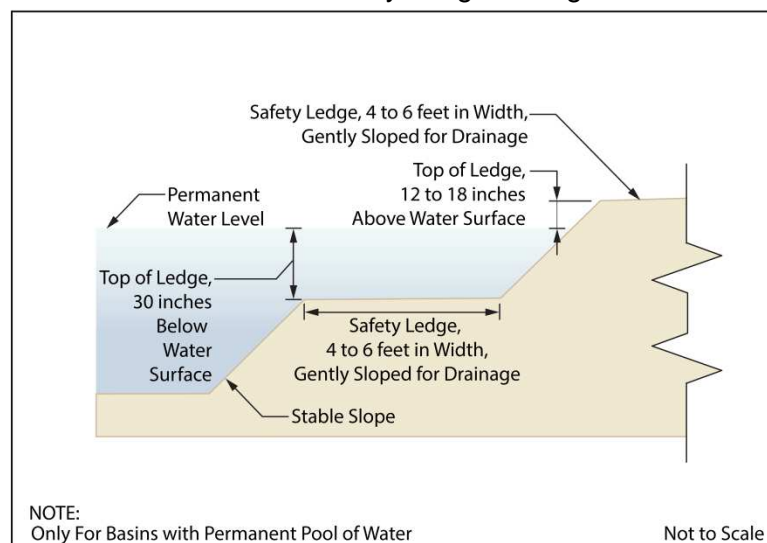 Safety Ledge, 4 to 6 feet in Width,
Gently Sloped for Drainage
Top of Ledge,
12 to 18 inches
Above Water Surface
Permanent
Water Level
Top of Ledge,
30 inches
Below
Water
Surface
Safety Ledge,
4 to 6 feet in Width,
Gently Sloped for Drainage
Stable Slope
NOTE:
Only For Basins with Permanent Pool of Water
Not to Scale